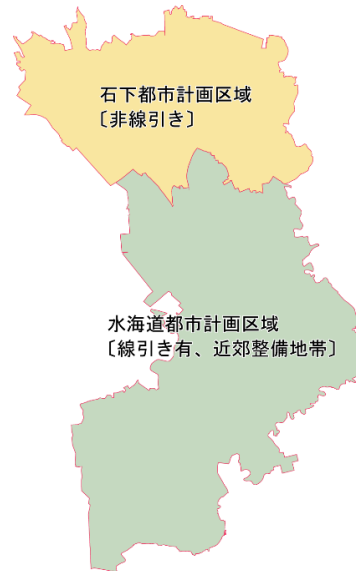 石下都市計画区域
〔非線引き〕
水海道都市計画区域
〔線引き有、近郊整備地帯〕